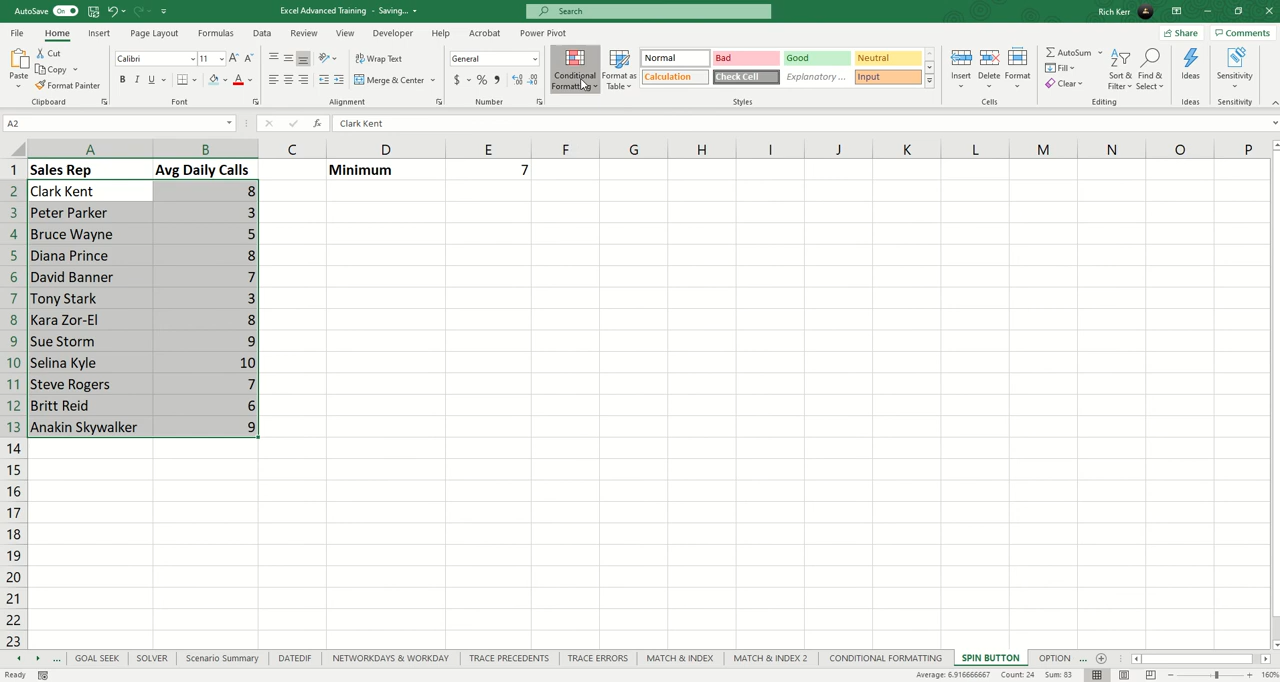 AutoSave On Excel Advanced Training - Saving... Search Rich Kerr
File Home Insert Page Layout Formulas Data Review View Developer Help Acrobat Power Pivot Share Comments
Paste Cut Copy Format Painter
Calibri 11 A A
B I U A
Wrap Text
Merge & Center
General
$ % ,
Conditional Formatting
Format as Table
Normal Bad Good Neutral
Calculation Check Cell Explanatory ... Input
Insert Delete Format
AutoSum
Fill
Clear
Sort & Filter
Find & Select
Ideas
Sensitivity
Clipboard Font Alignment Number Styles Cells Editing Ideas Sensitivity
A2 fx Clark Kent
A B C D E F G H I J K L M N O P
1 Sales Rep Avg Daily Calls Minimum 7
2 Clark Kent 8
3 Peter Parker 3
4 Bruce Wayne 5
5 Diana Prince 8
6 David Banner 7
7 Tony Stark 3
8 Kara Zor-El 8
9 Sue Storm 9
10 Selina Kyle 10
11 Steve Rogers 7
12 Britt Reid 6
13 Anakin Skywalker 9
14
15
16
17
18
19
20
21
22
23
... GOAL SEEK SOLVER Scenario Summary DATEDIF NETWORKDAYS & WORKDAY TRACE PRECEDENTS TRACE ERRORS MATCH & INDEX MATCH & INDEX 2 CONDITIONAL FORMATTING SPIN BUTTON OPTION ...
Ready Average: 6.916666667 Count: 24 Sum: 83 160%